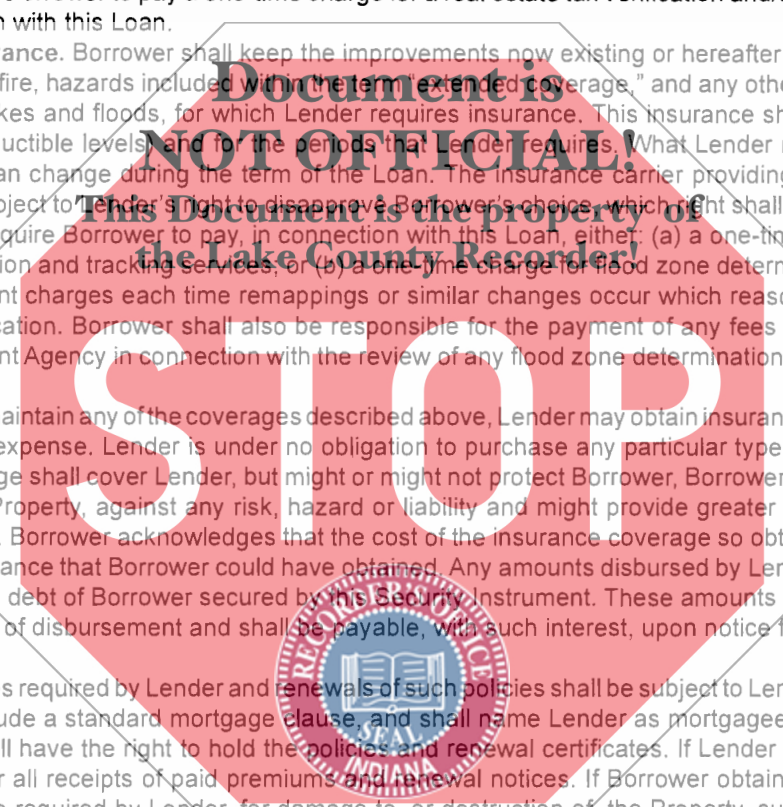 n with this Loan.
ance. Borrower shall keep the improvements now existing or hereafter
Document is
fire, hazards included within the term "extended coverage," and any oth
kes and floods, for which Lender requires insurance. This insurance sh
NOT OFFICIAL!
uctible levels) and for the periods that Lender requires. What Lender
an change during the term of the Loan. The insurance carrier providing
This Document is the property of
bject to Lender's right to disapprove Borrower's choice, which right shall
quire Borrower to pay, in connection with this Loan, either: (a) a one-tin
the Lake County Recorder!
ion and tracking services; or (b) a one-time charge for flood zone determ
nt charges each time remappings or similar changes occur which reas
cation. Borrower shall also be responsible for the payment of any fees
nt Agency in connection with the review of any flood zone determination
STOP
aintain any of the coverages described above, Lender may obtain insuran
expense. Lender is under no obligation to purchase any particular type
ge shall cover Lender, but might or might not protect Borrower, Borrower
Property, against any risk, hazard or liability and might provide greater
. Borrower acknowledges that the cost of the insurance coverage so obt
ance that Borrower could have obtained. Any amounts disbursed by Len
debt of Borrower secured by this Security Instrument. These amounts
of disbursement and shall be payable, with such interest, upon notice f
RECORDER'S OFFICE
SEAL
INDIANA
s required by Lender and renewals of such policies shall be subject to Len
ude a standard mortgage clause, and shall name Lender as mortgagee
ll have the right to hold the policies and renewal certificates. If Lender
r all receipts of paid premiums and renewal notices. If Borrower obtain